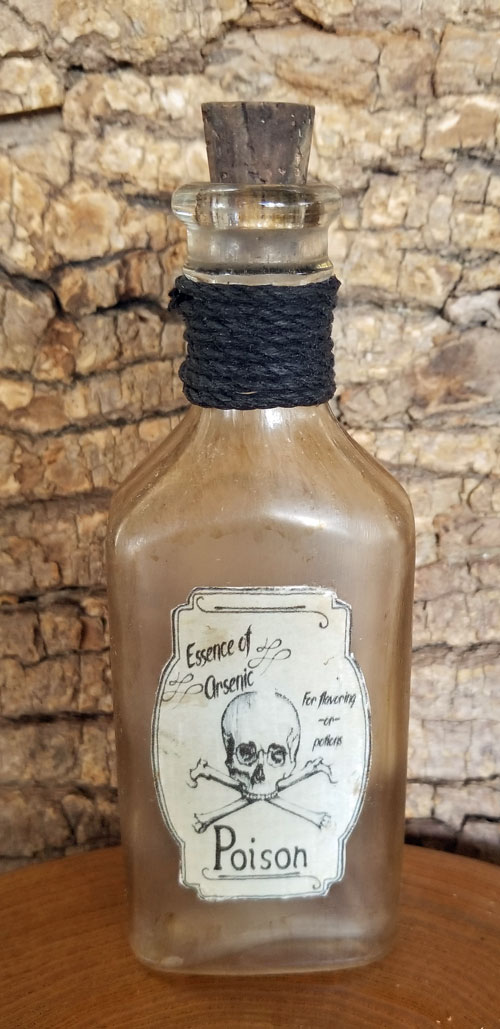 Essence of
Arsenic
For flavoring
-or-
potions
Poison